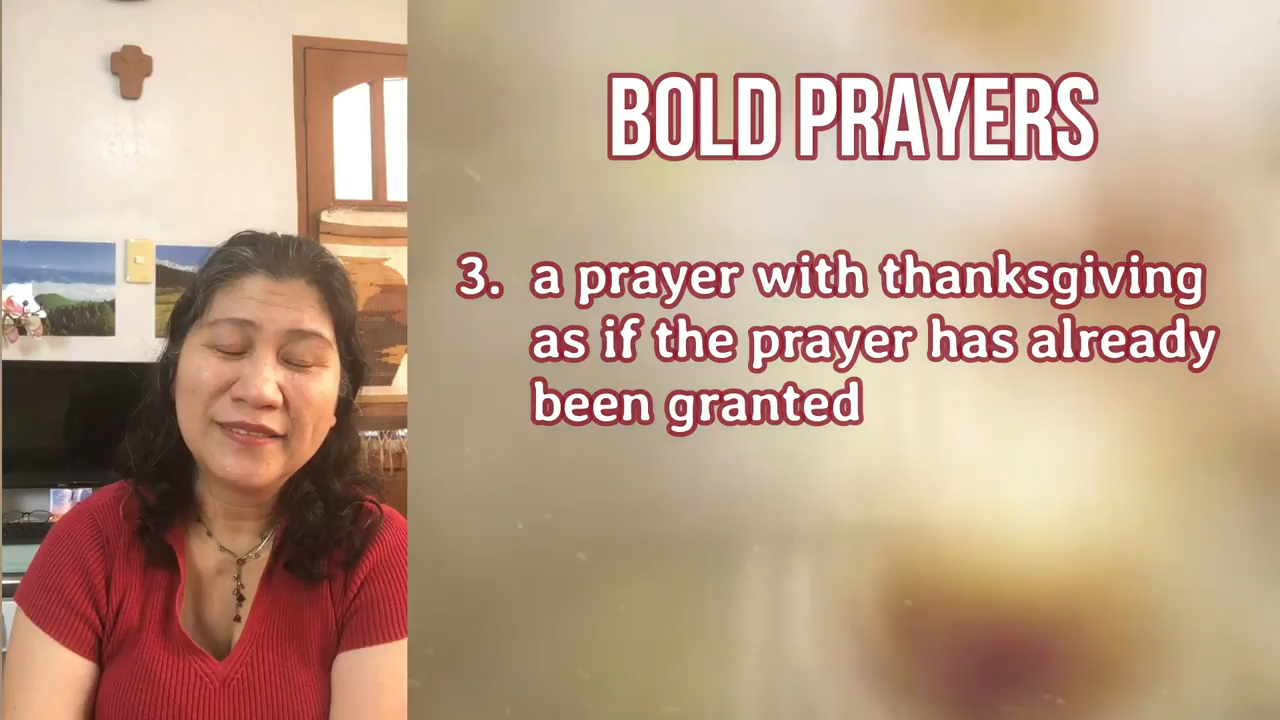 BOLD PRAYERS
3. a prayer with thanksgiving
as if the prayer has already
been granted